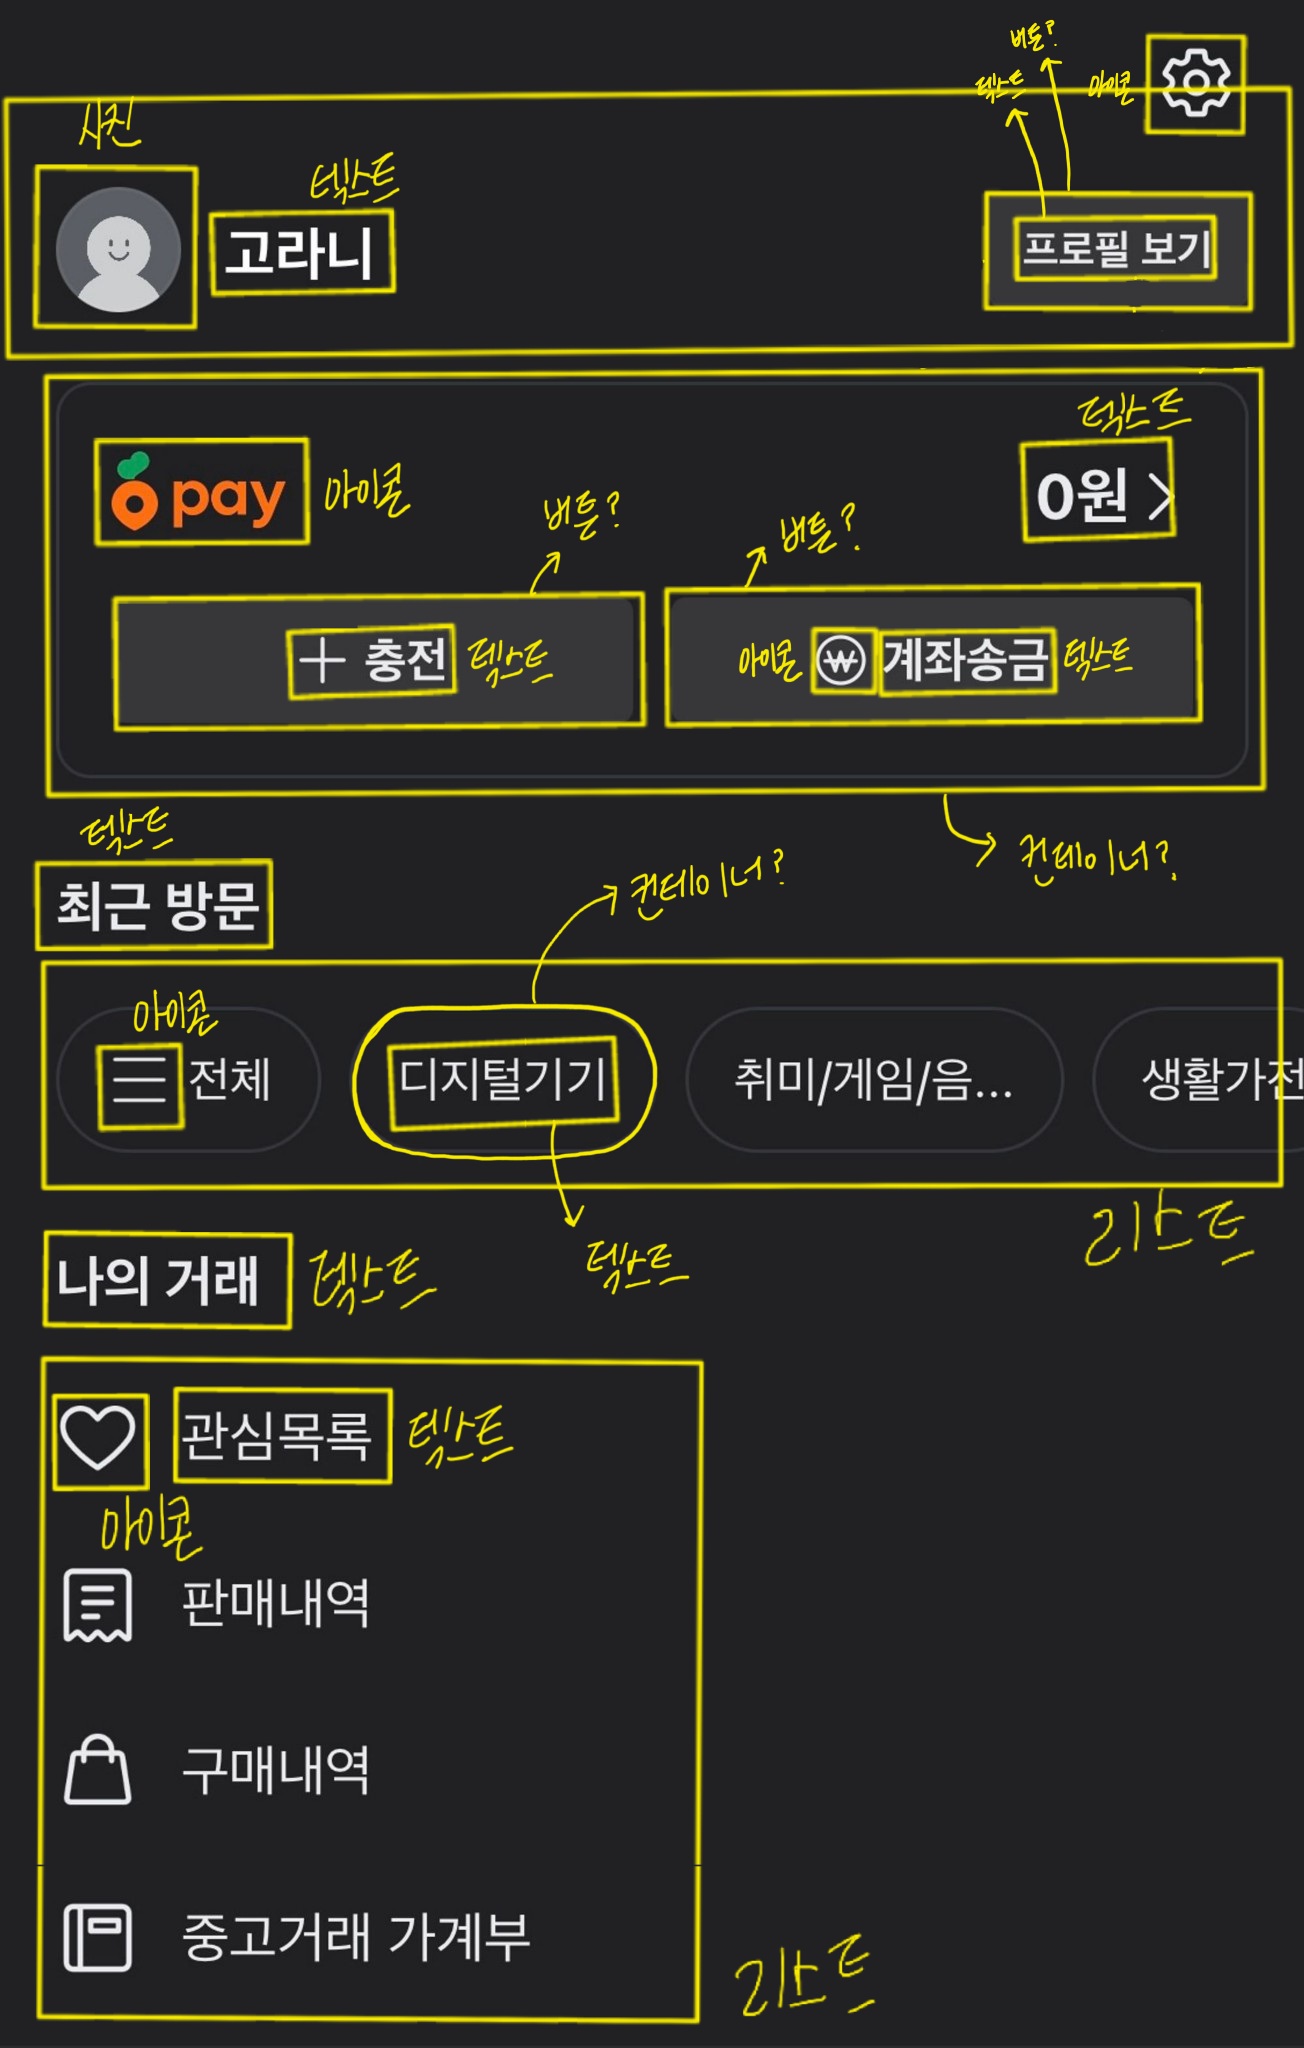 버튼?
텍스트
아이콘
사진
텍스트
고라니
프로필 보기
텍스트
pay
아이콘
0원 >
버튼?
버튼?
+ 충전
텍스트
아이콘
계좌송금
텍스트
텍스트
컨테이너?
컨테이너?
최근 방문
아이콘
전체
디지털기기
취미/게임/음...
생활가전
리스트
텍스트
나의 거래
텍스트
관심목록
텍스트
아이콘
판매내역
구매내역
중고거래 가계부
리스트